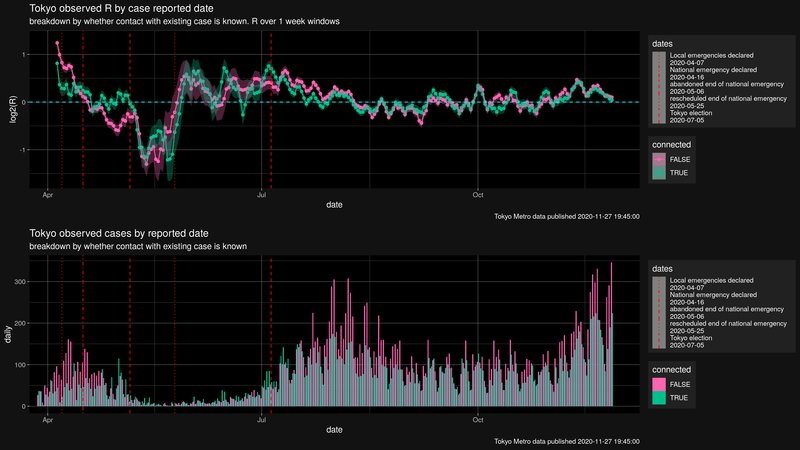 Tokyo observed R by case reported date
breakdown by whether contact with existing case is known. R over 1 week windows
log2(R)
1
0
-1
Apr
Jul
Oct
date
dates
Local emergencies declared
2020-04-07
National emergency declared
2020-04-16
abandoned end of national emergency
2020-05-06
rescheduled end of national emergency
2020-05-25
Tokyo election
2020-07-05
connected
FALSE
TRUE
Tokyo Metro data published 2020-11-27 19:45:00
Tokyo observed cases by reported date
breakdown by whether contact with existing case is known
daily
300
200
100
0
Apr
Jul
Oct
date
dates
Local emergencies declared
2020-04-07
National emergency declared
2020-04-16
abandoned end of national emergency
2020-05-06
rescheduled end of national emergency
2020-05-25
Tokyo election
2020-07-05
connected
FALSE
TRUE
Tokyo Metro data published 2020-11-27 19:45:00